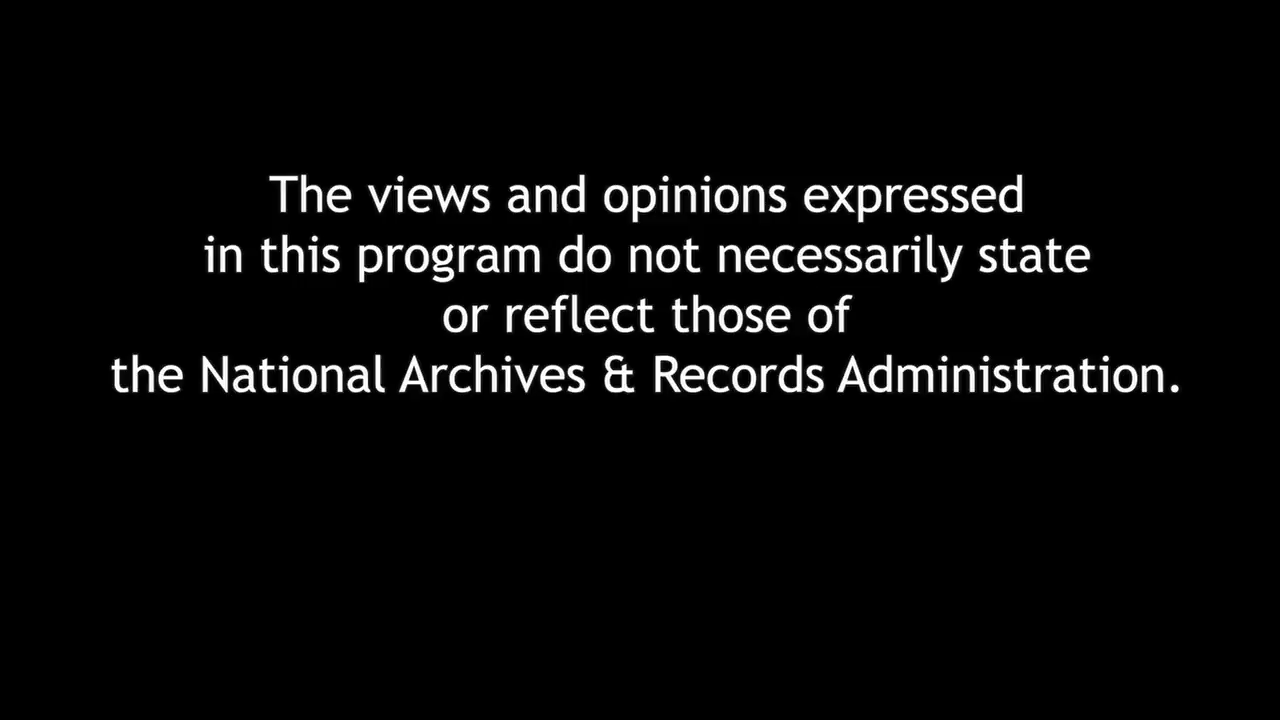 The views and opinions expressed
in this program do not necessarily state
or reflect those of
the National Archives & Records Administration.